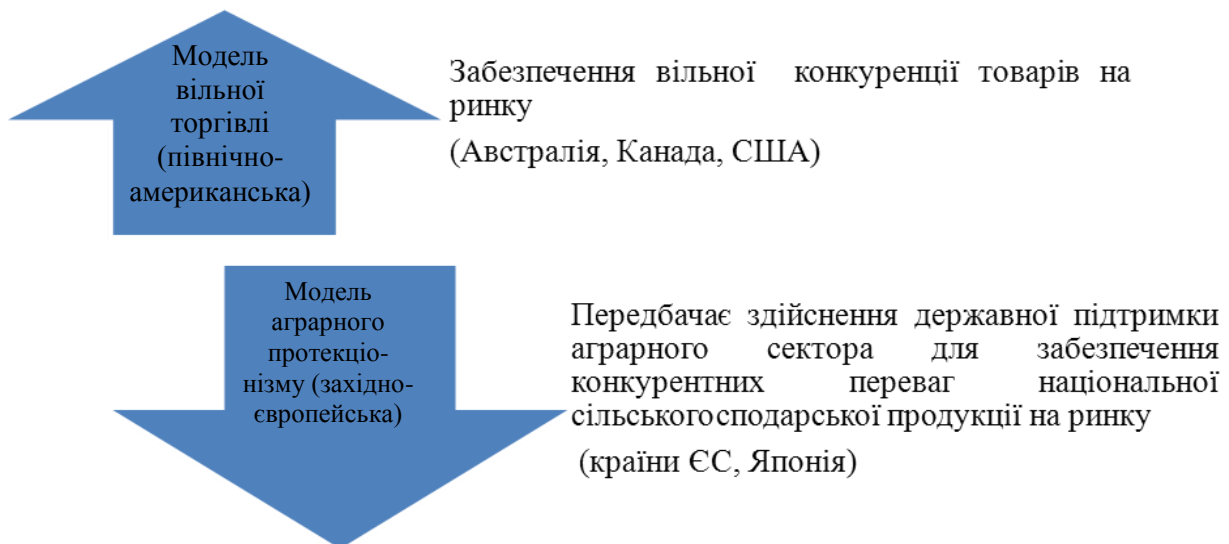 Модель
вільної
торгівлі
(північно-
американська)
Забезпечення вільної конкуренції товарів на
ринку
(Австралія, Канада, США)
Модель
аграрного
протекціо-
нізму (західно-
європейська)
Передбачає здійснення державної підтримки
аграрного сектора для забезпечення
конкурентних переваг національної
сільськогосподарської продукції на ринку
(країни ЄС, Японія)